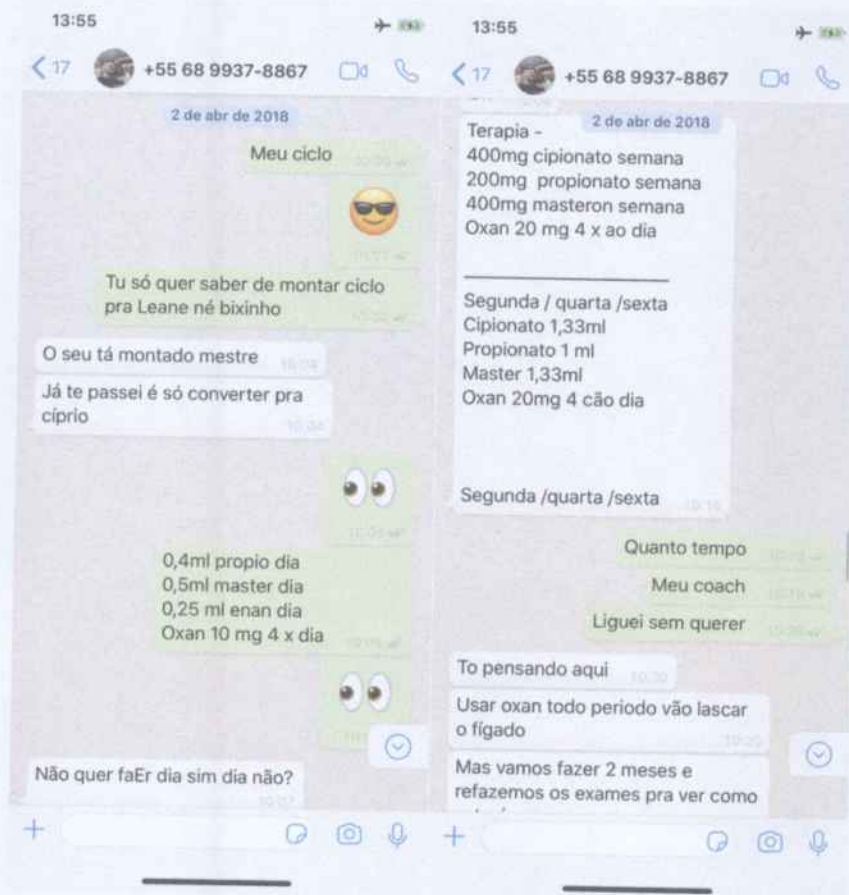 13:55
17
+55 68 9937-8867
2 de abr de 2018
Meu ciclo
Tu só quer saber de montar ciclo
pra Leane né bixinho
O seu tá montado mestre
Já te passei é só converter pra
cíprio
0,4ml propio dia
0,5ml master dia
0,25 ml enan dia
Oxan 10 mg 4 x dia
Não quer faEr dia sim dia não?
13:55
17
+55 68 9937-8867
2 de abr de 2018
Terapia -
400mg cipionato semana
200mg propionato semana
400mg masteron semana
Oxan 20 mg 4 x ao dia
Segunda / quarta /sexta
Cipionato 1,33ml
Propionato 1 ml
Master 1,33ml
Oxan 20mg 4 cão dia
Segunda /quarta /sexta
Quanto tempo
Meu coach
Liguei sem querer
To pensando aqui
Usar oxan todo periodo vão lascar
o fígado
Mas vamos fazer 2 meses e
refazemos os exames pra ver como